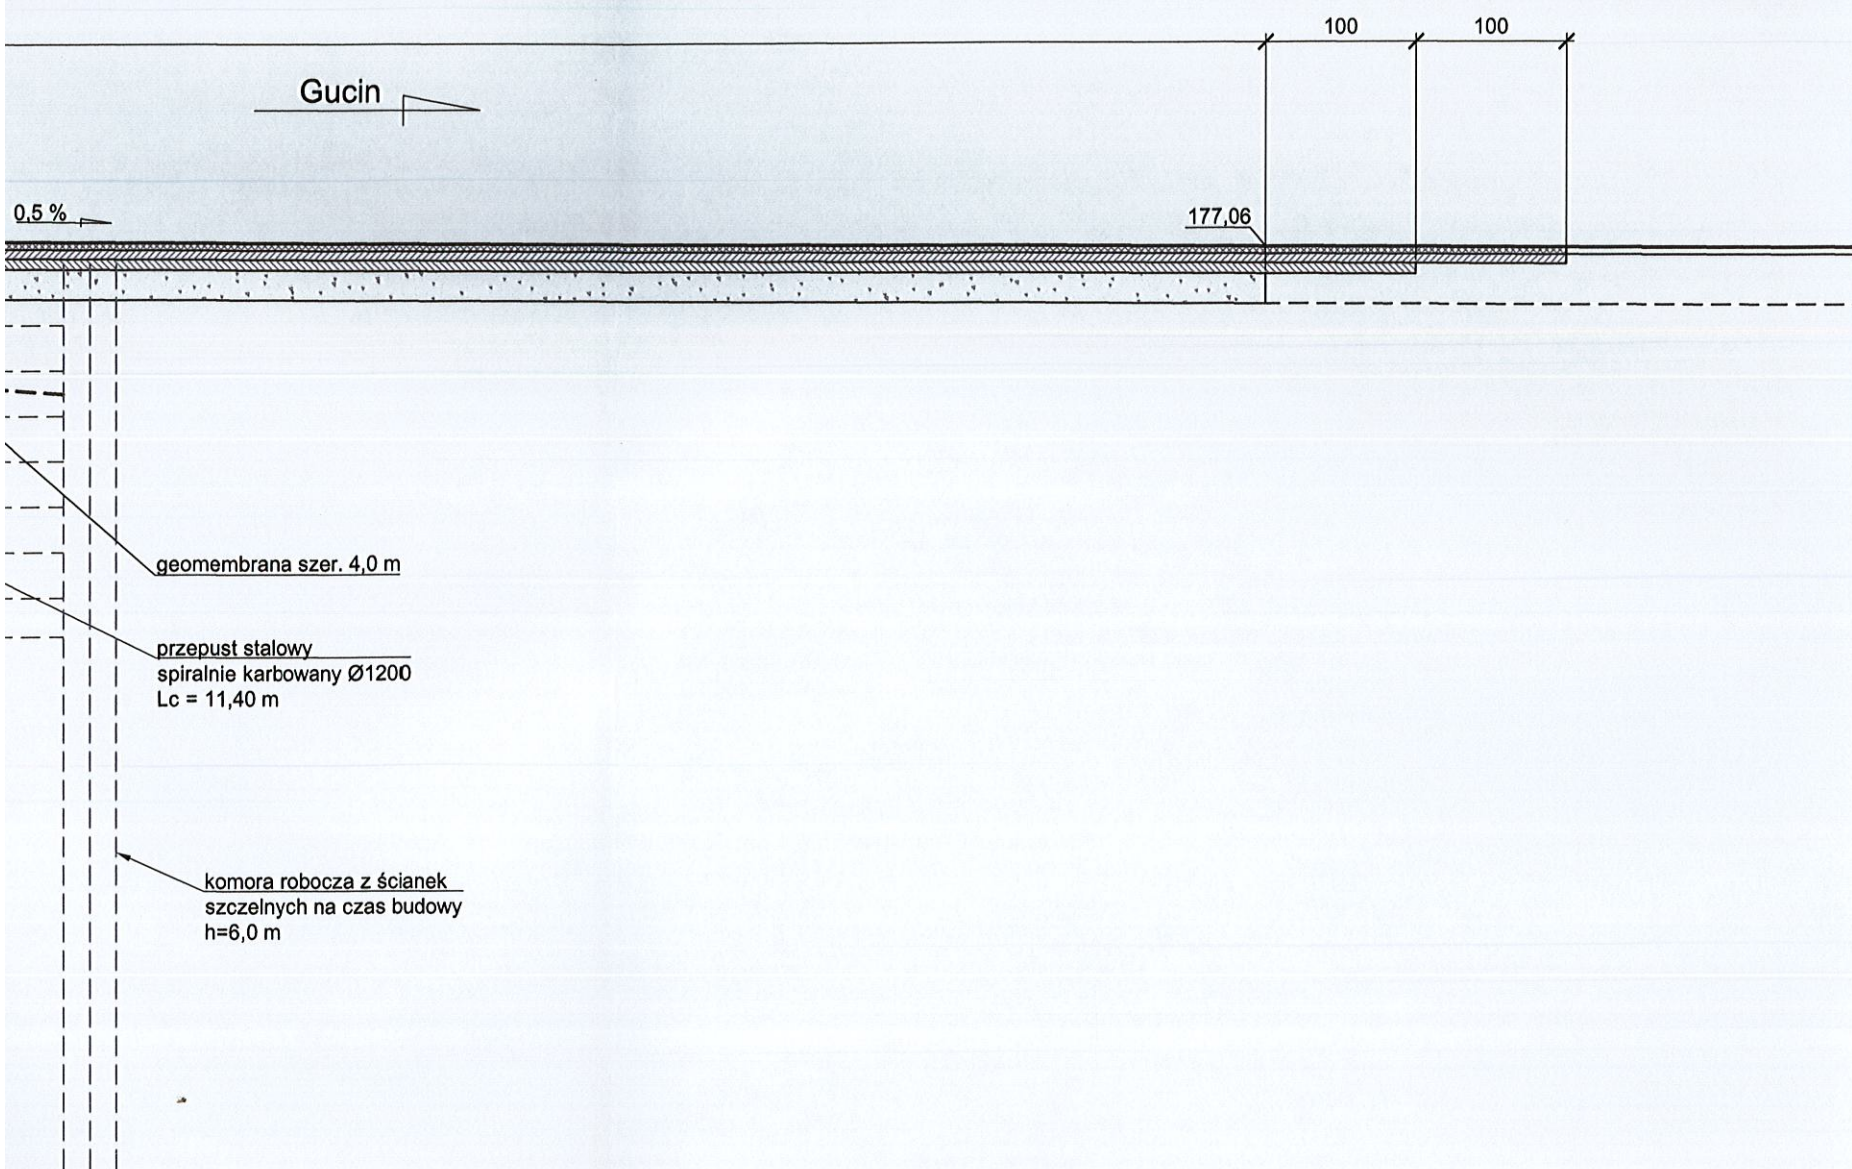 100
100
Gucin
0,5 %
177,06
geomembrana szer. 4,0 m
przepust stalowy
spiralnie karbowany Ø1200
Lc = 11,40 m
komora robocza z ścianek
szczelnych na czas budowy
h=6,0 m